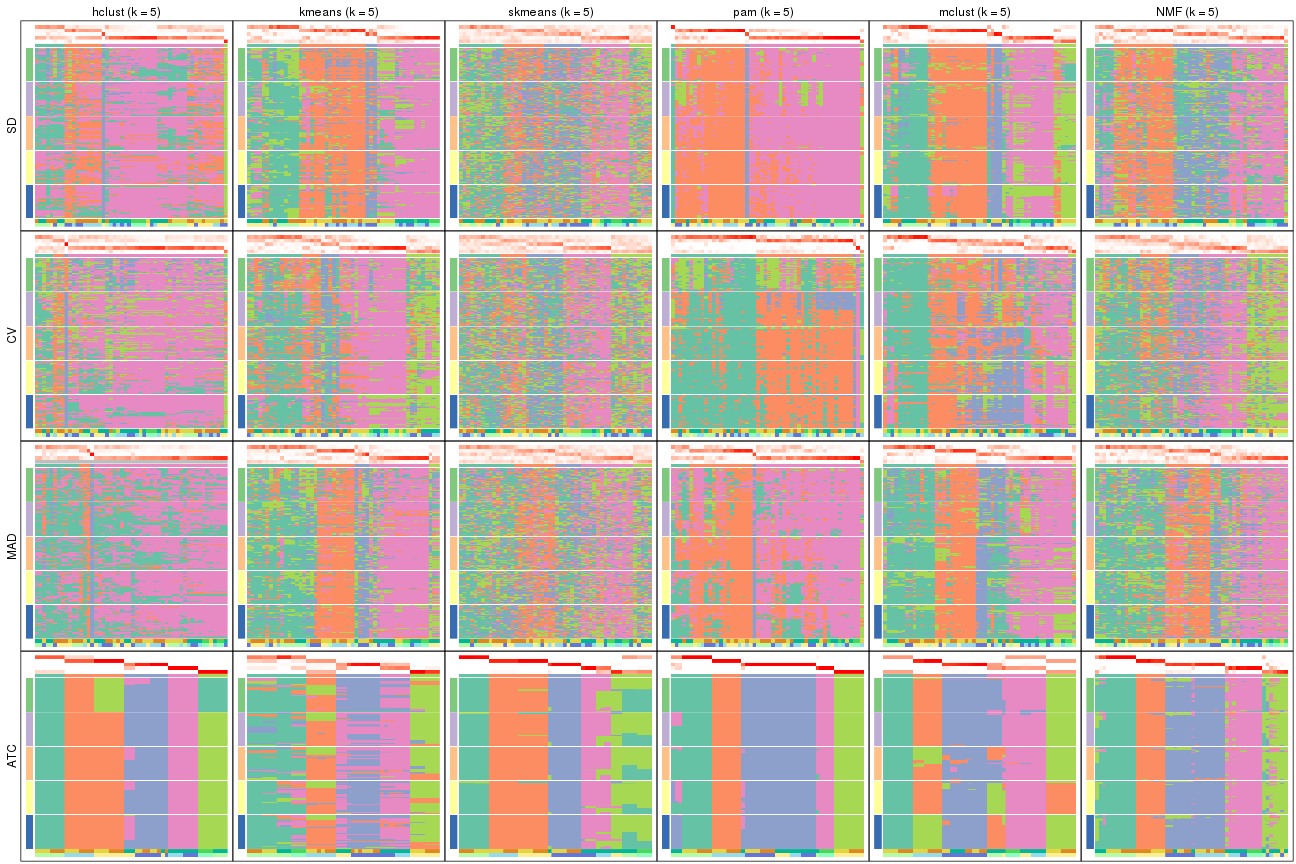 hclust (k = 5) kmeans (k = 5) skmeans (k = 5) pam (k = 5) mclust (k = 5) NMF (k = 5)
SD
CV
MAD
ATC